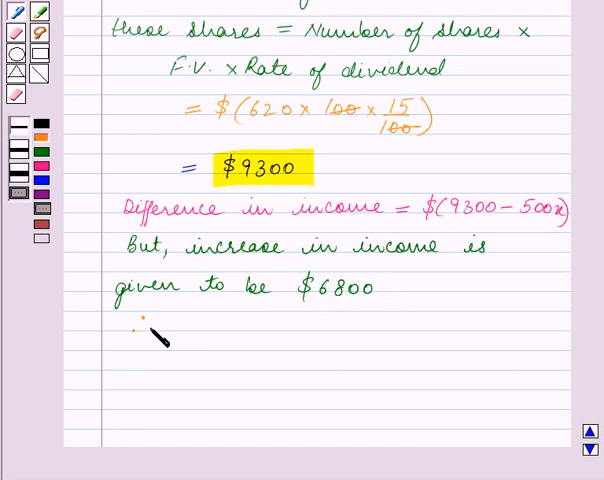 these shares = Number of shares ×
F.V. × Rate of dividend
= $(620 × 100 × 15/100)
= $9300
Difference in income = $(9300 - 500x)
But, increase in income is
given to be $6800
∴